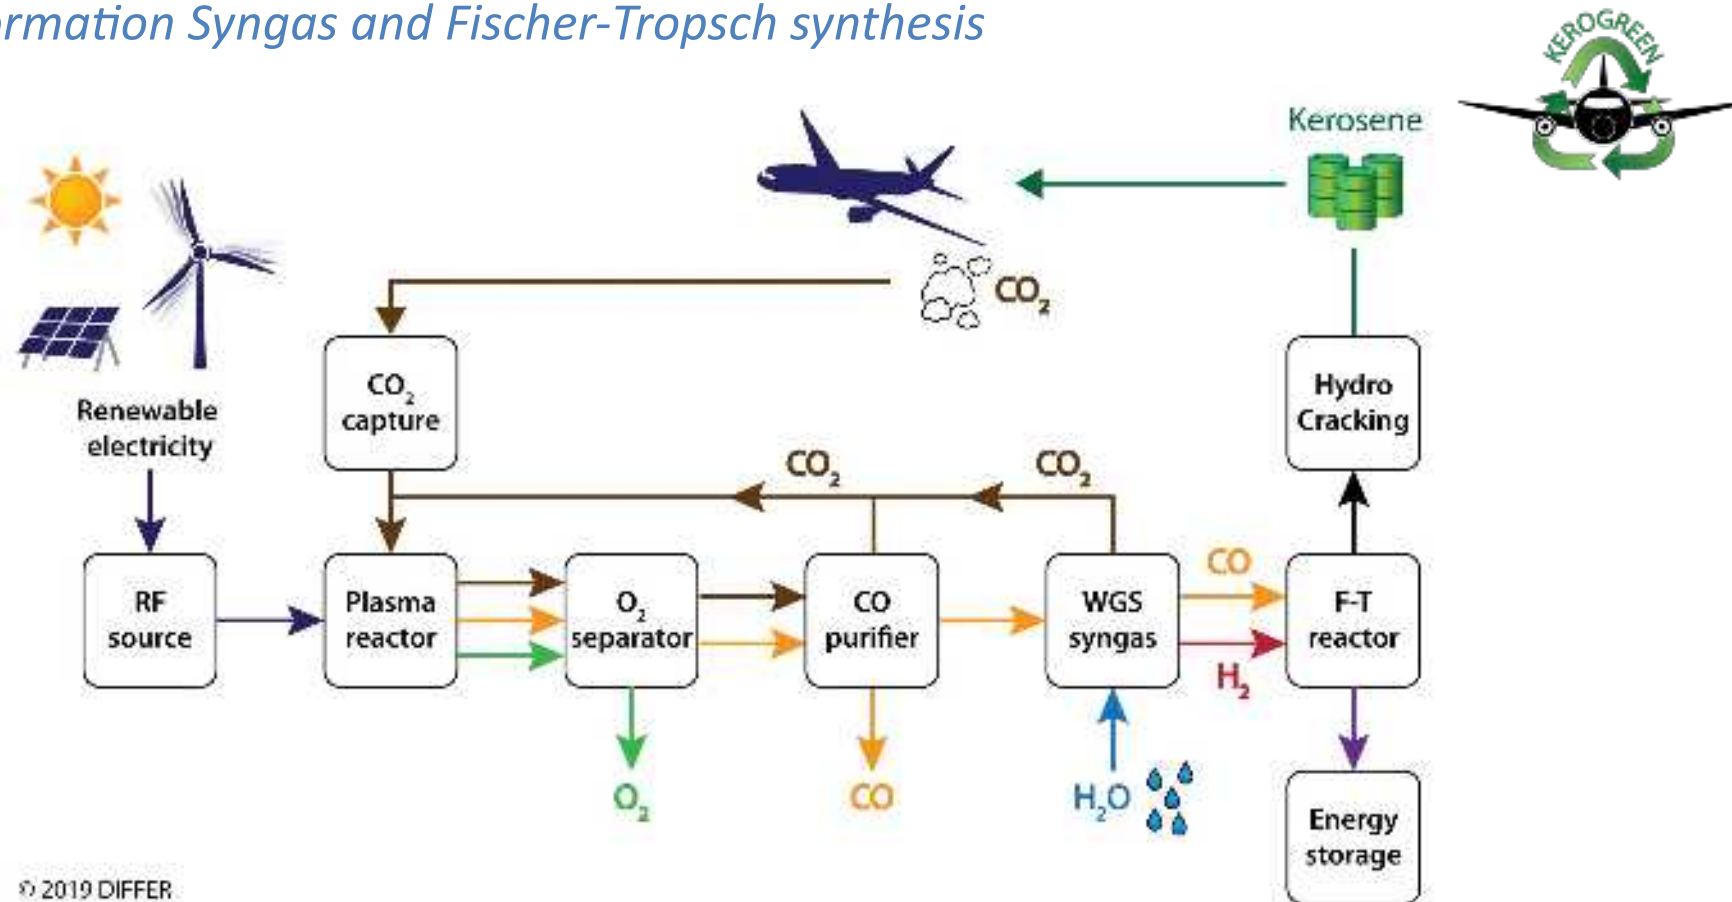 ormation Syngas and Fischer-Tropsch synthesis
KEROGREEN
Kerosene
CO₂
CO₂
capture
Hydro
Cracking
Renewable
electricity
CO₂
CO₂
RF
source
Plasma
reactor
O₂
separator
CO
purifier
WGS
syngas
CO
H₂
F-T
reactor
O₂
CO
H₂O
Energy
storage
© 2019 DIFFER